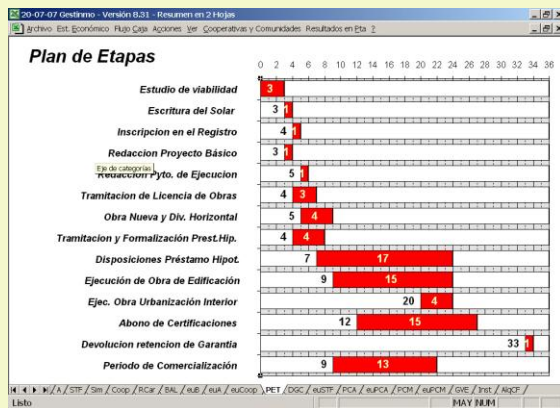 20-07-07 Gestinmo - Versión B.31 - Resumen en 2 Hojas
Archivo Est. Económico Flujo Caja Acciones Ver Cooperativas y Comunidades Resultados en Pta ?
Plan de Etapas
0 2 4 6 8 10 12 14 16 18 20 22 24 26 28 30 32 34 36
Estudio de viabilidad 3
Escritura del Solar 3 1
Inscripcion en el Registro 4 1
Redaccion Proyecto Básico 3 1
Eje de categorías
Redaccion Pyto. de Ejecucion 5 1
Tramitacion de Licencia de Obras 4 3
Obra Nueva y Div. Horizontal 5 4
Tramitacion y Formalización Prest.Hip. 4 4
Disposiciones Préstamo Hipot. 7 17
Ejecución de Obra de Edificación 9 15
Ejec. Obra Urbanización Interior 20 4
Abono de Certificaciones 12 15
Devolucion retencion de Garantia 33 1
Periodo de Comercialización 9 13
A / STF / Sim / Coop / RCar / BAL / euB / euA / euCoop \ PET / DGC / euSTF / PCA / euPCA / PCM / euPCM / GVE / Inst / AlqCF /
Listo MAY NUM